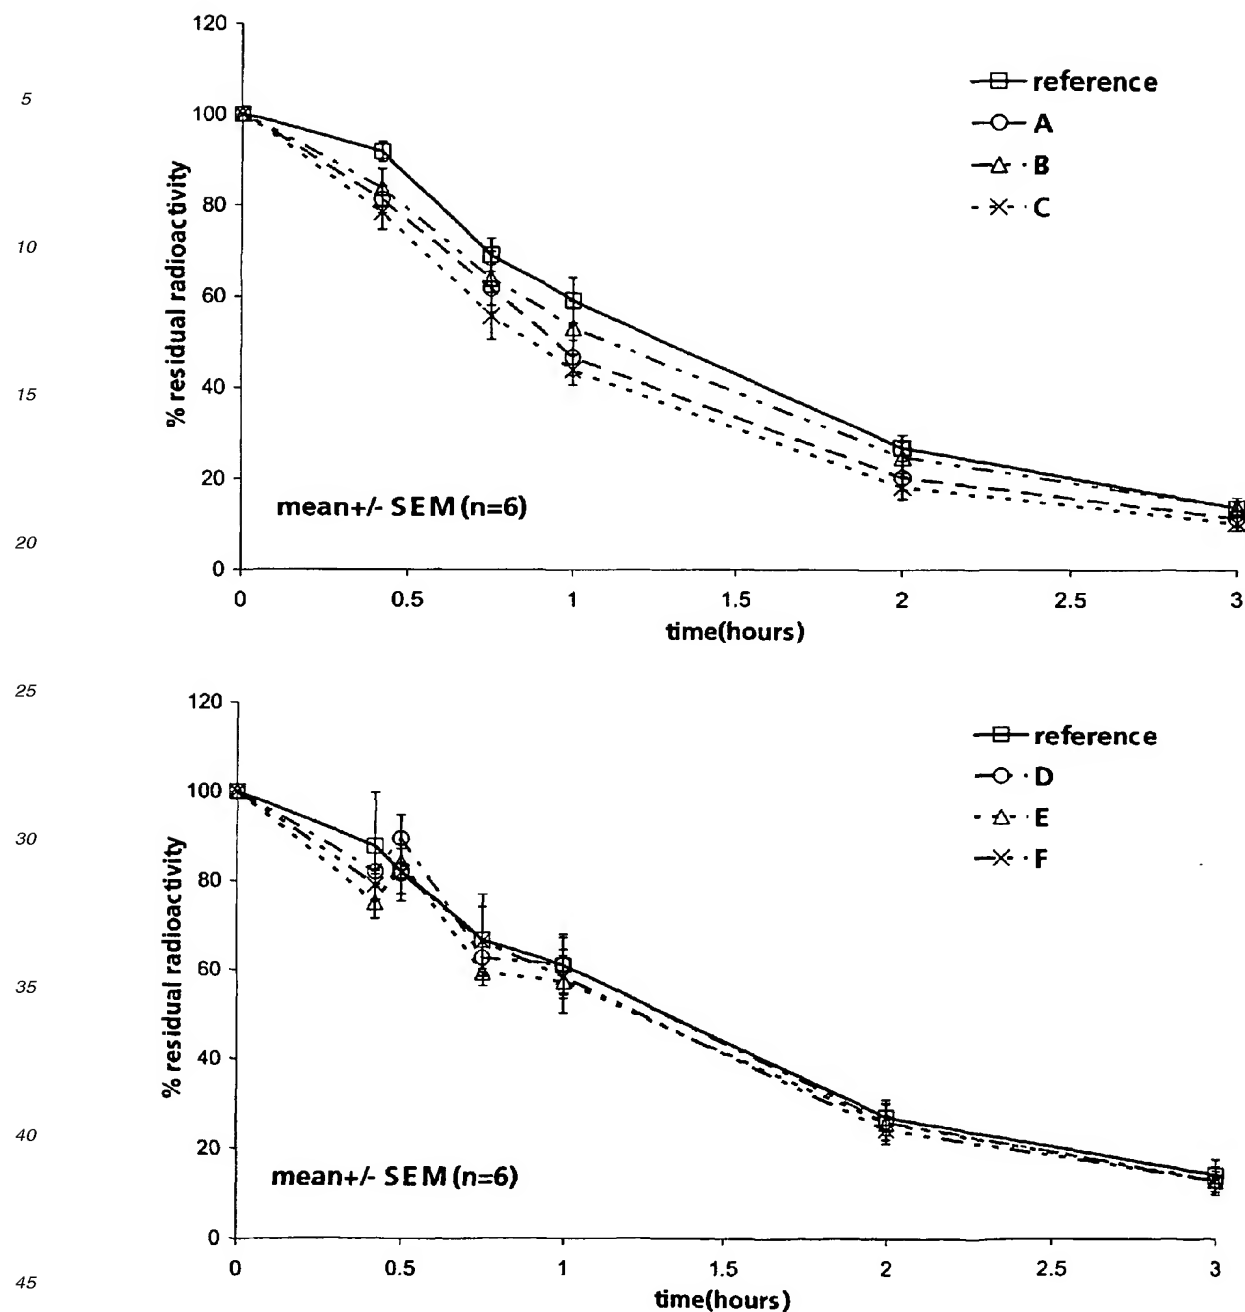 120
5
reference
100
A
B
80
C
10
% residual radioactivity
60
15
40
20
mean+/- SEM (n=6)
20
0
0 0.5 1 1.5 2 2.5 3
time(hours)
25
120
reference
D
100
E
30
F
80
% residual radioactivity
60
35
40
40
20
mean+/- SEM (n=6)
0
0 0.5 1 1.5 2 2.5 3
45
time(hours)